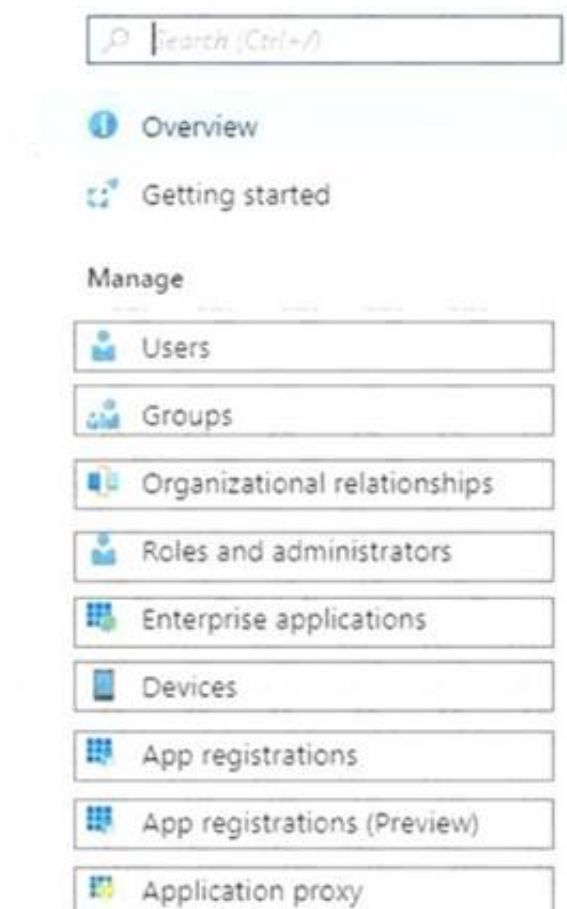 Search (Ctrl+/)
Overview
Getting started
Manage
Users
Groups
Organizational relationships
Roles and administrators
Enterprise applications
Devices
App registrations
App registrations (Preview)
Application proxy